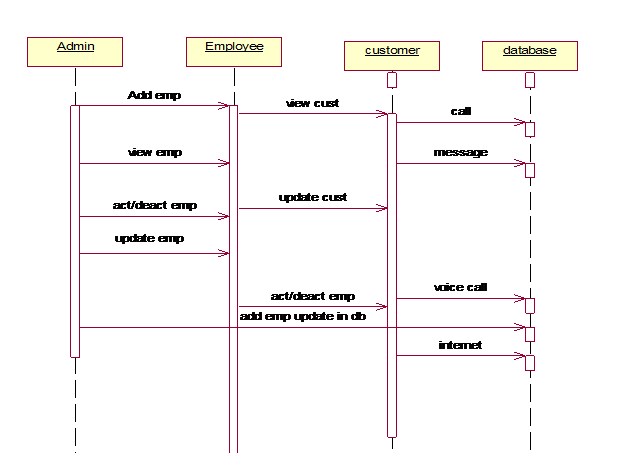 Admin
Employee
customer
database
Add emp
view cust
call
view emp
message
act/deact emp
update cust
update emp
act/deact emp
voice call
add emp update in db
internet